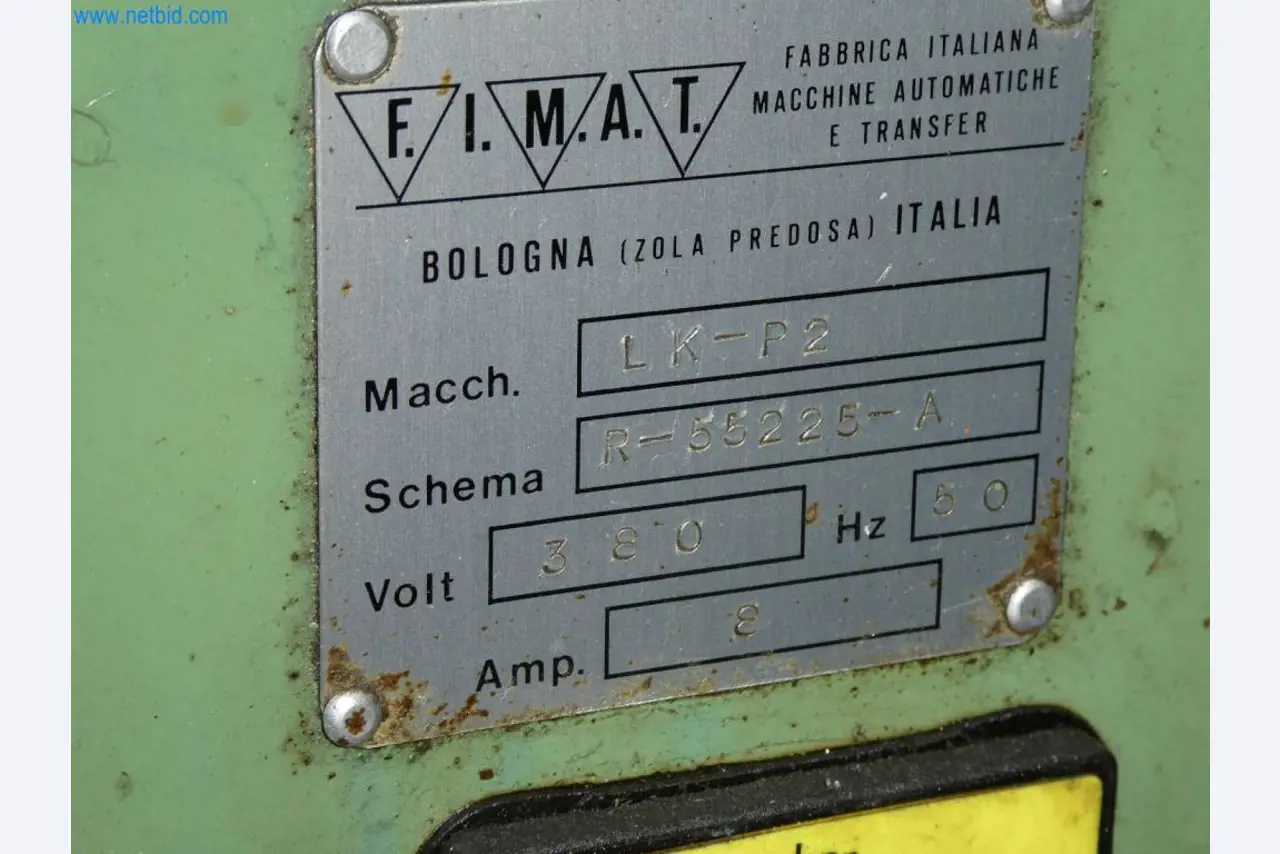 www.netbid.com
F.I.M.A.T.
FABBRICA ITALIANA
MACCHINE AUTOMATICHE
E TRANSFER
BOLOGNA (ZOLA PREDOSA) ITALIA
Macch. LK-P2
Schema R-55225-A
Volt 380 Hz 50
Amp. 8